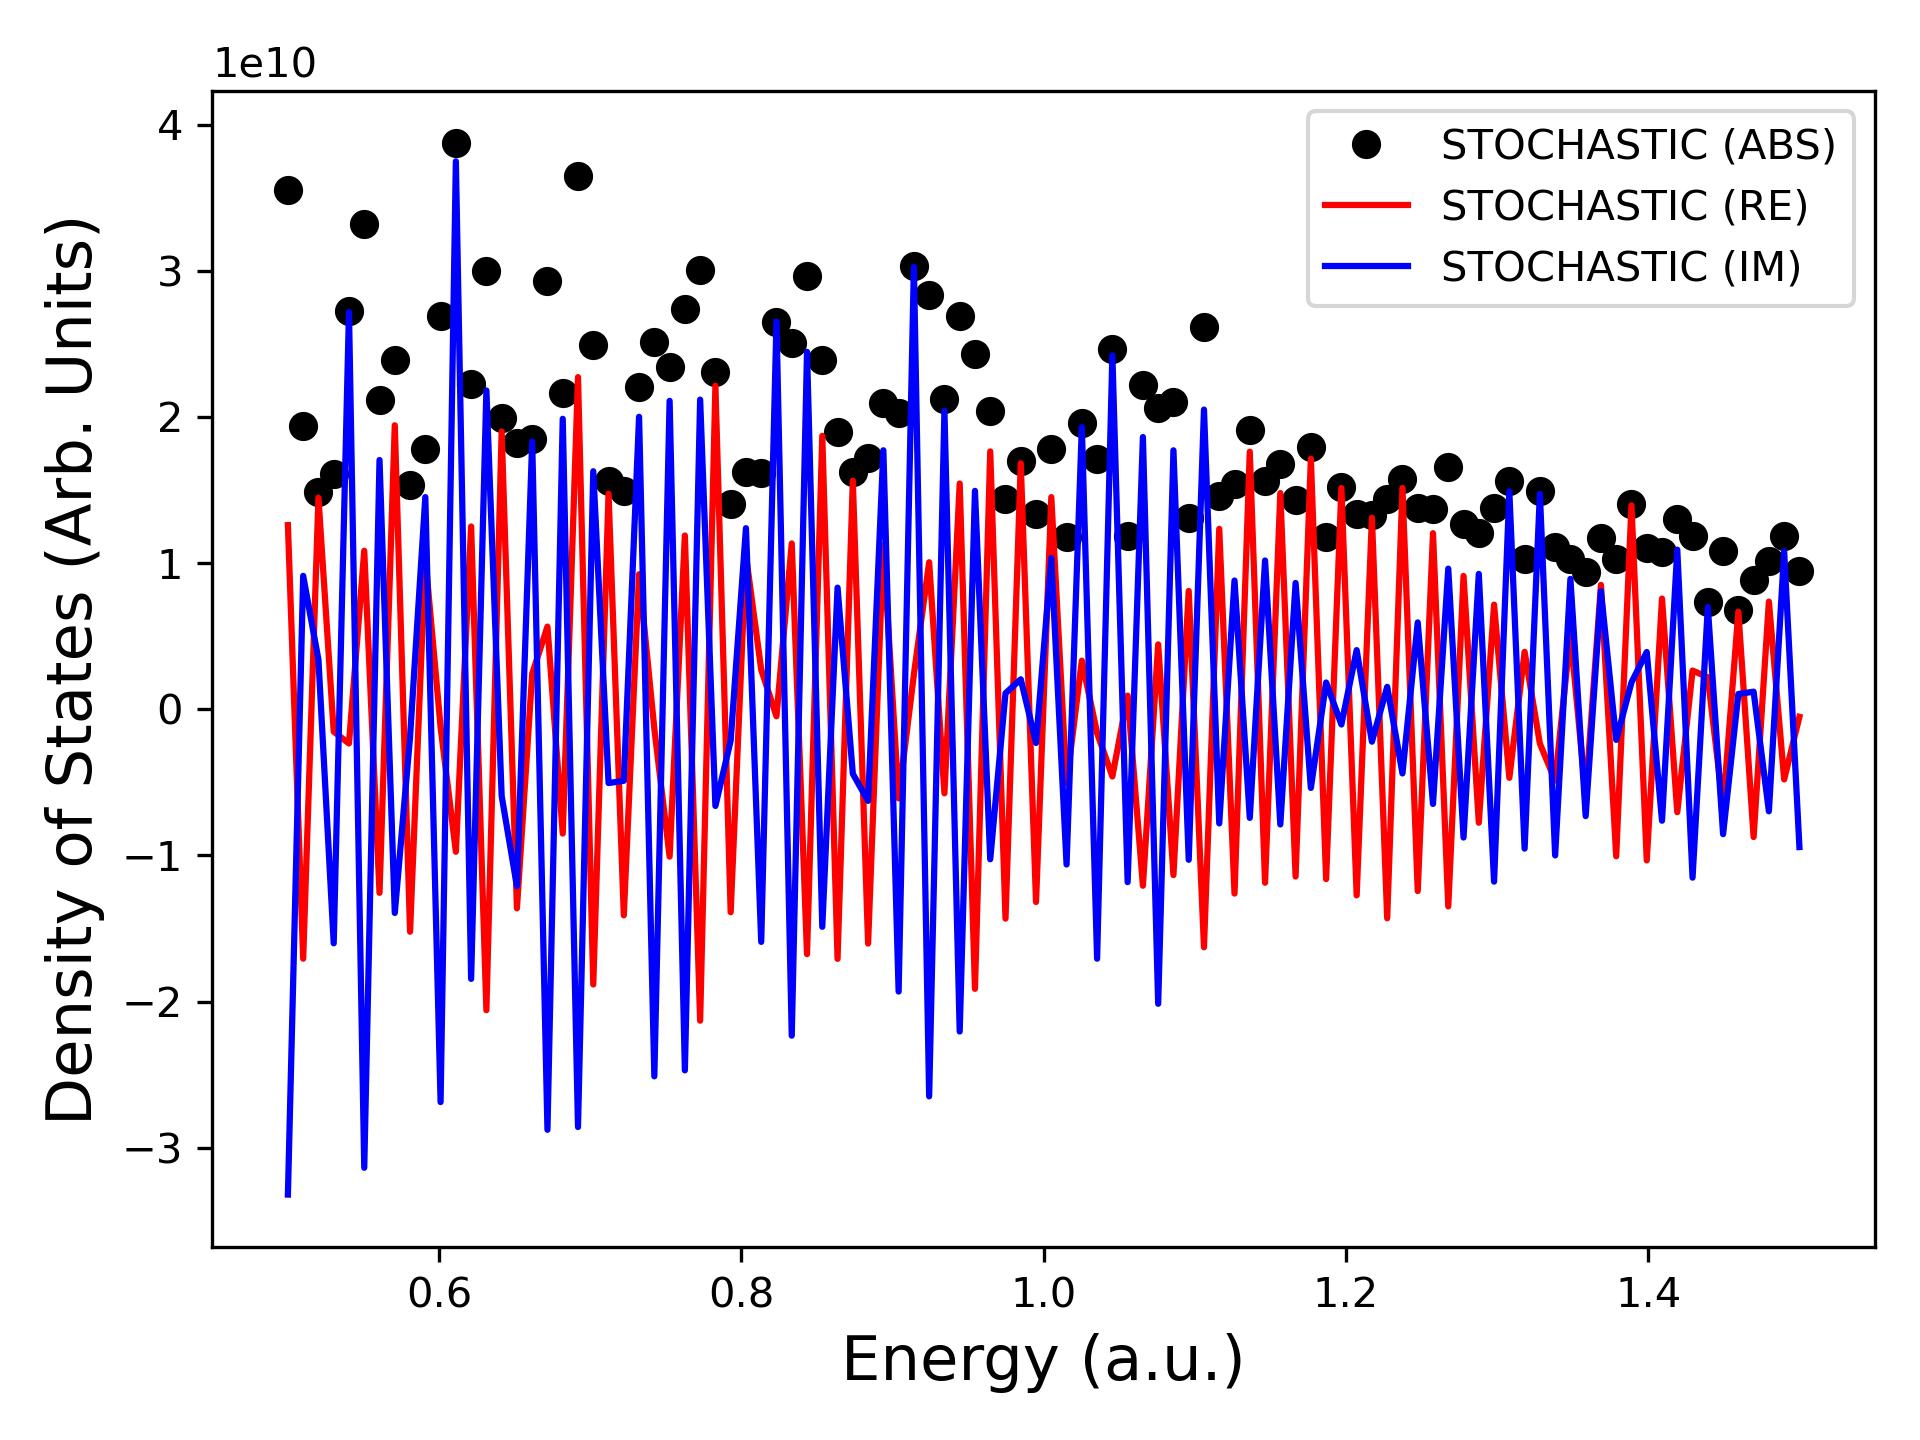 1e10
4
3
2
1
0
−1
−2
−3
Density of States (Arb. Units)
STOCHASTIC (ABS)
STOCHASTIC (RE)
STOCHASTIC (IM)
0.6 0.8 1.0 1.2 1.4
Energy (a.u.)